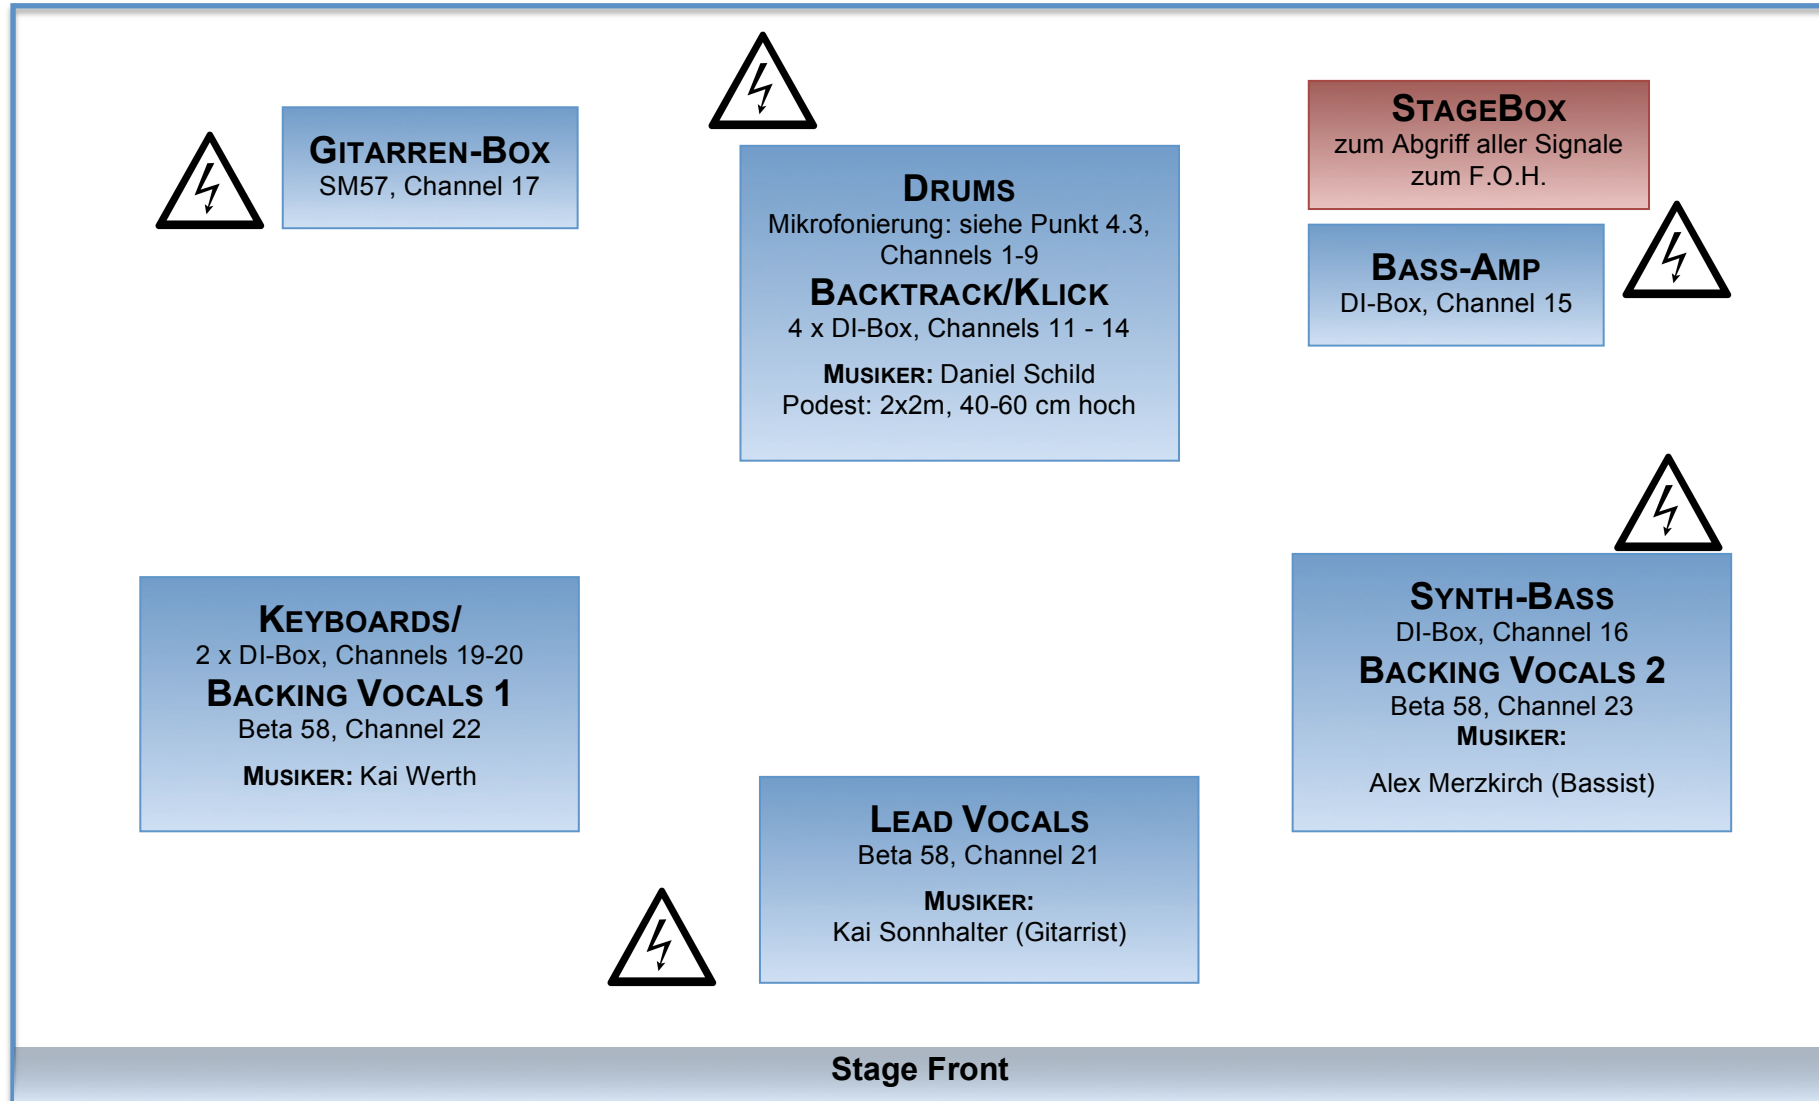 GITARREN-BOX
SM57, Channel 17
DRUMS
Mikrofonierung: siehe Punkt 4.3,
Channels 1-9
BACKTRACK/KLICK
4 x DI-Box, Channels 11 - 14
MUSIKER: Daniel Schild
Podest: 2x2m, 40-60 cm hoch
STAGEBOX
zum Abgriff aller Signale
zum F.O.H.
BASS-AMP
DI-Box, Channel 15
KEYBOARDS/
2 x DI-Box, Channels 19-20
BACKING VOCALS 1
Beta 58, Channel 22
MUSIKER: Kai Werth
LEAD VOCALS
Beta 58, Channel 21
MUSIKER:
Kai Sonnhalter (Gitarrist)
SYNTH-BASS
DI-Box, Channel 16
BACKING VOCALS 2
Beta 58, Channel 23
MUSIKER:
Alex Merzkirch (Bassist)
Stage Front